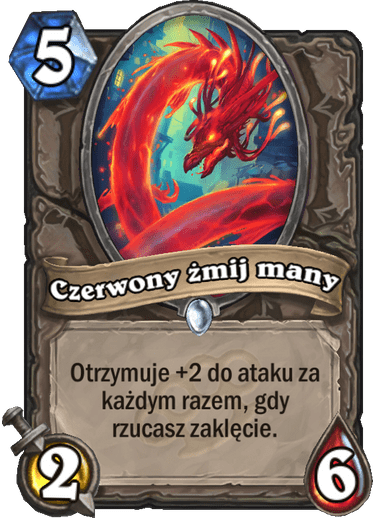 5
Czerwony żmij many
Otrzymuje +2 do ataku za
każdym razem, gdy
rzucasz zaklęcie.
2
6